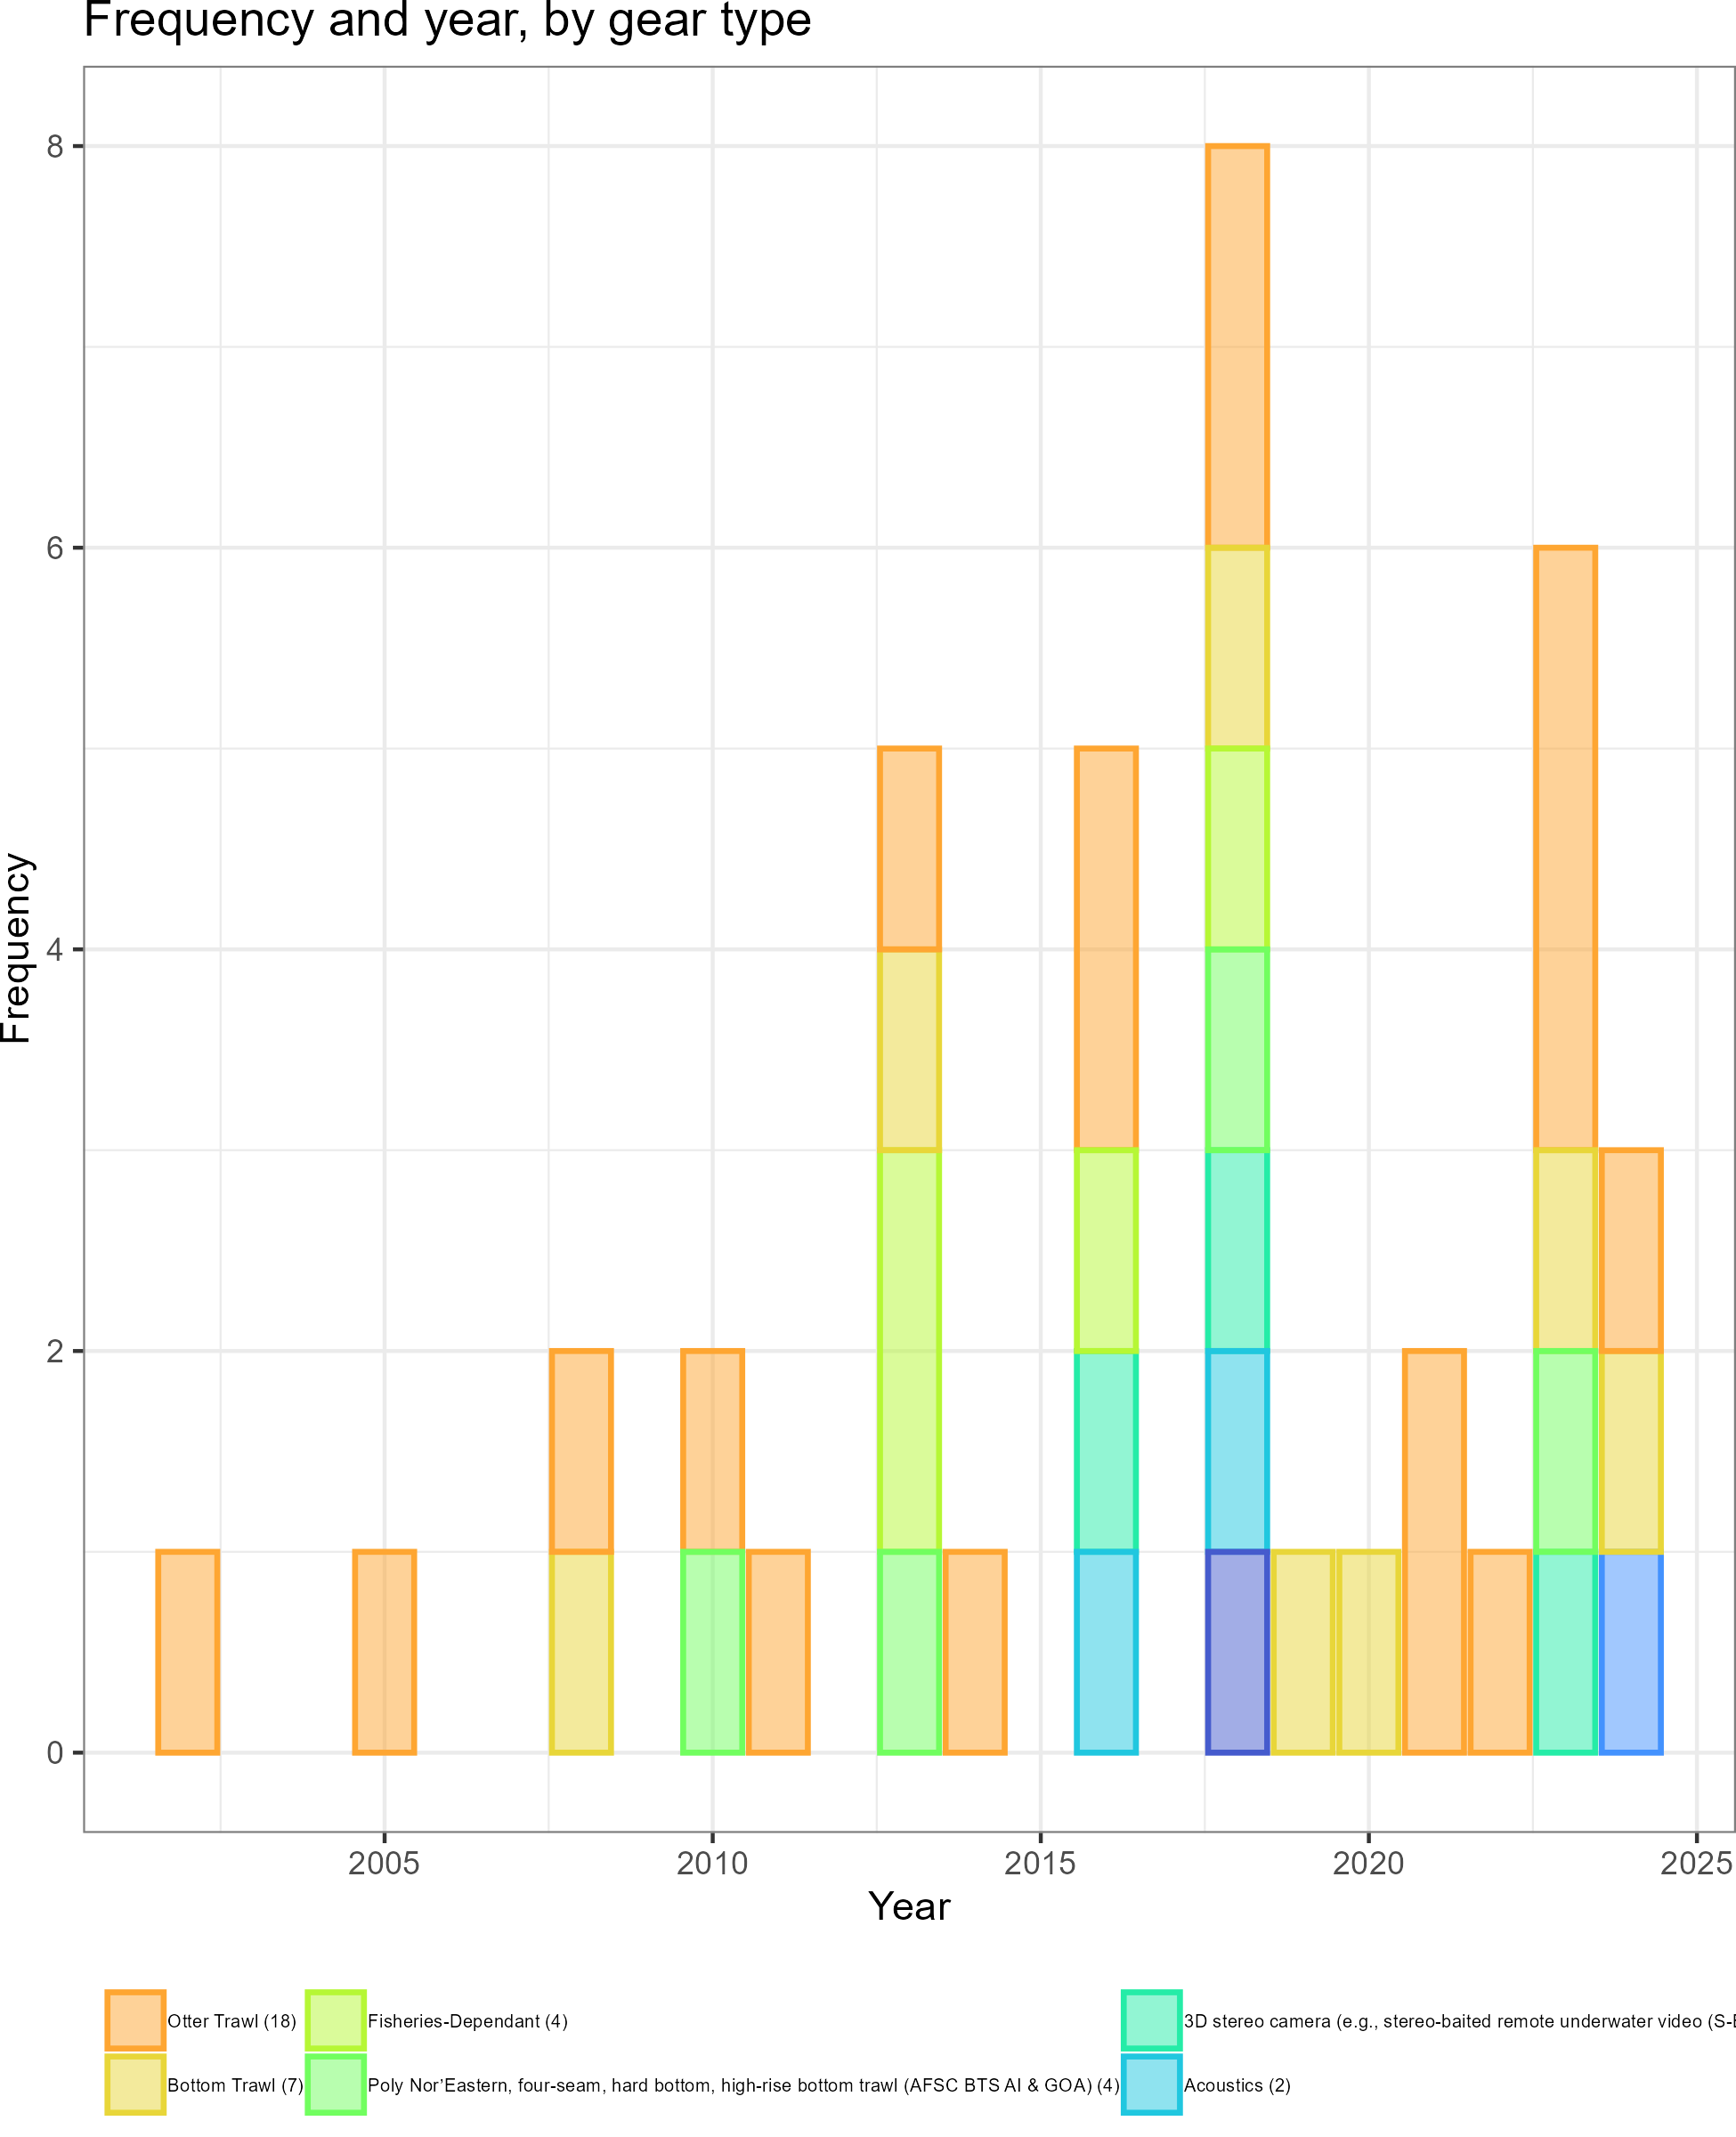 Frequency and year, by gear type
8
6
4
2
0
Frequency
2005 2010 2015 2020 2025
Year
Otter Trawl (18) Fisheries-Dependant (4) 3D stereo camera (e.g., stereo-baited remote underwater video
Bottom Trawl (7) Poly Nor'Eastern, four-seam, hard bottom, high-rise bottom trawl (AFSC BTS AI & GOA) (4) Acoustics (2)